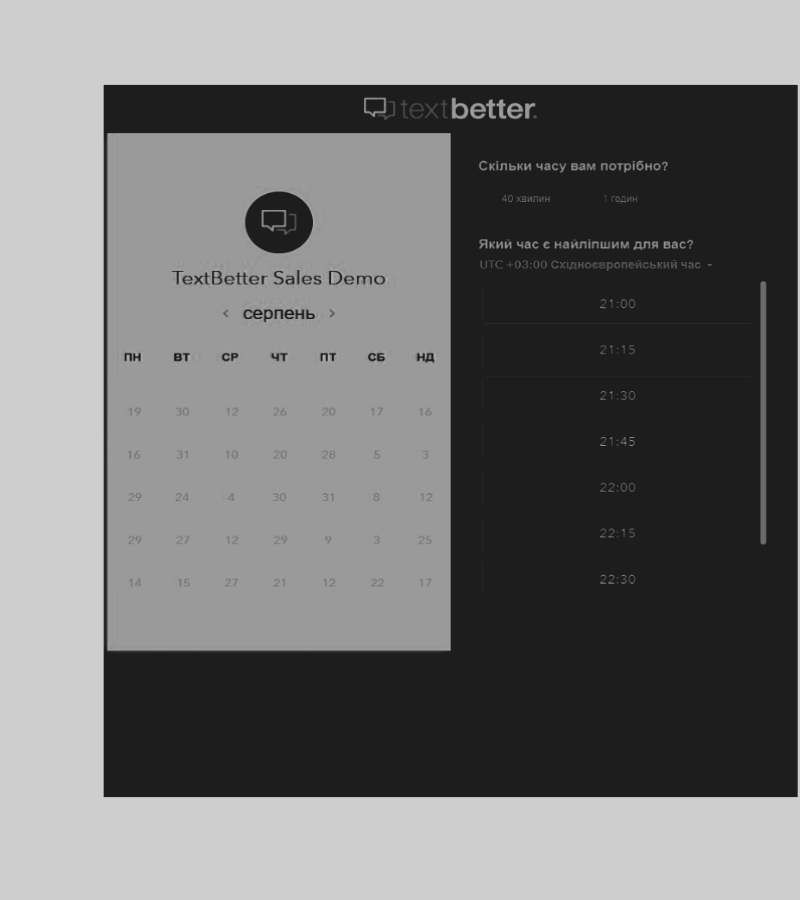 textbetter.
TextBetter Sales Demo
‹ серпень ›
ПН ВТ СР ЧТ ПТ СБ НД
19 30 12 26 20 17 16
16 31 10 20 28 5 3
29 24 4 30 31 8 12
29 27 12 29 9 3 25
14 15 27 21 12 22 17
Скільки часу вам потрібно?
40 хвилин 1 годин
Який час є найліпшим для вас?
UTC +03:00 Східноєвропейський час
21:00
21:15
21:30
21:45
22:00
22:15
22:30